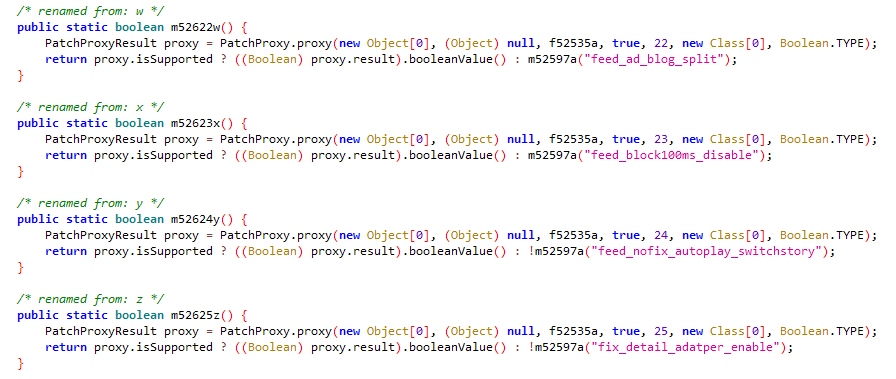 /* renamed from: w */
public static boolean m52622w() {
    PatchProxyResult proxy = PatchProxy.proxy(new Object[0], (Object) null, f52535a, true, 22, new Class[0], Boolean.TYPE);
    return proxy.isSupported ? ((Boolean) proxy.result).booleanValue() : m52597a("feed_ad_blog_split");
}
/* renamed from: x */
public static boolean m52623x() {
    PatchProxyResult proxy = PatchProxy.proxy(new Object[0], (Object) null, f52535a, true, 23, new Class[0], Boolean.TYPE);
    return proxy.isSupported ? ((Boolean) proxy.result).booleanValue() : m52597a("feed_block100ms_disable");
}
/* renamed from: y */
public static boolean m52624y() {
    PatchProxyResult proxy = PatchProxy.proxy(new Object[0], (Object) null, f52535a, true, 24, new Class[0], Boolean.TYPE);
    return proxy.isSupported ? ((Boolean) proxy.result).booleanValue() : !m52597a("feed_nofix_autoplay_switchstory");
}
/* renamed from: z */
public static boolean m52625z() {
    PatchProxyResult proxy = PatchProxy.proxy(new Object[0], (Object) null, f52535a, true, 25, new Class[0], Boolean.TYPE);
    return proxy.isSupported ? ((Boolean) proxy.result).booleanValue() : !m52597a("fix_detail_adatper_enable");
}